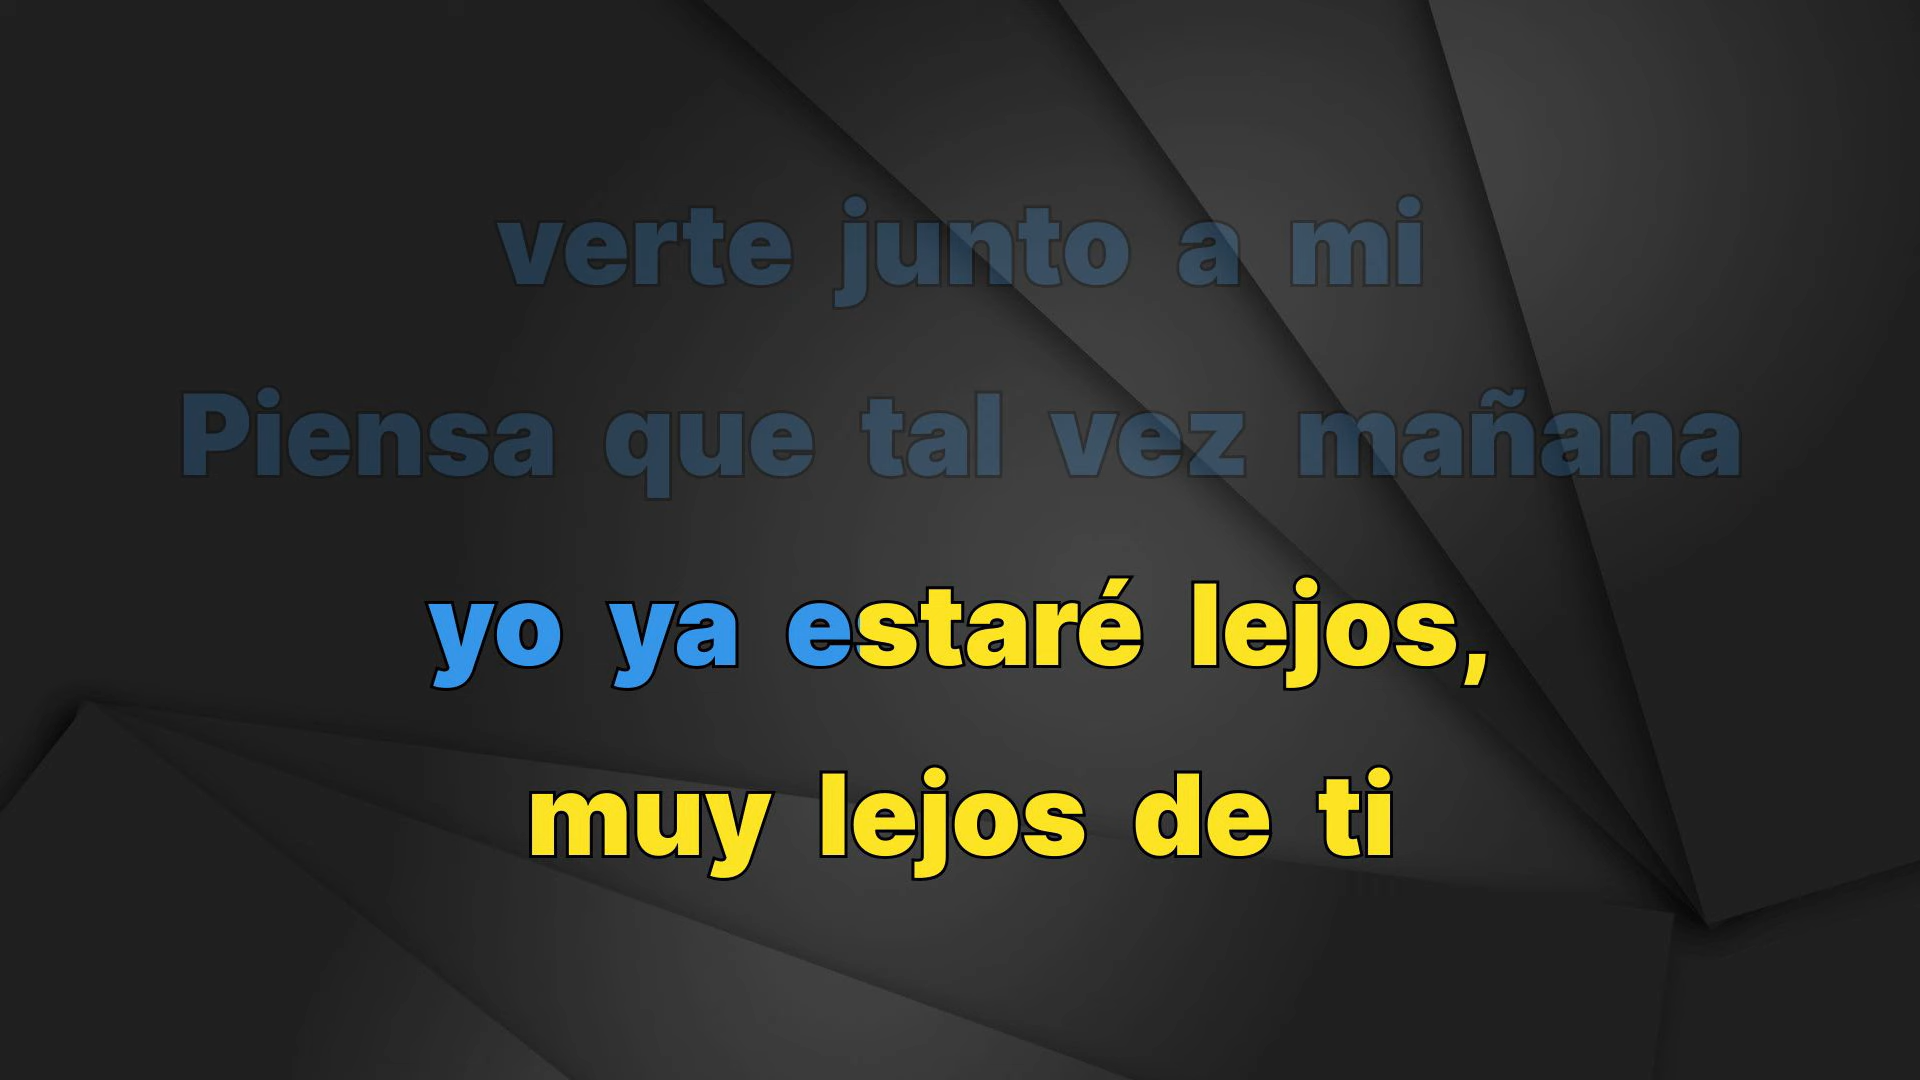 verte junto a mi
Piensa que tal vez mañana
yo ya estaré lejos,
muy lejos de ti